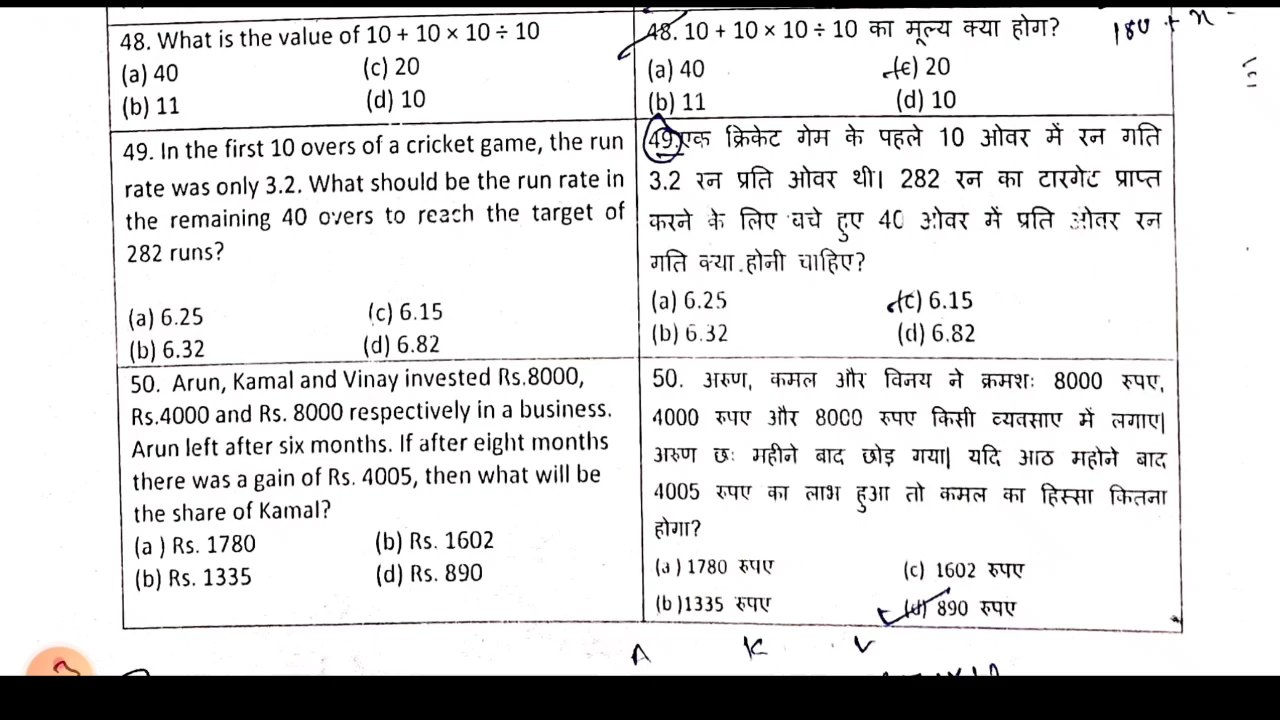 48. What is the value of 10 + 10 × 10 ÷ 10
(a) 40 (c) 20
(b) 11 (d) 10
48. 10 + 10 × 10 ÷ 10 का मूल्य क्या होग?
(a) 40 (c) 20
(b) 11 (d) 10
180 + x
49. In the first 10 overs of a cricket game, the run
rate was only 3.2. What should be the run rate in
the remaining 40 overs to reach the target of
282 runs?
(a) 6.25 (c) 6.15
(b) 6.32 (d) 6.82
49. एक क्रिकेट गेम के पहले 10 ओवर में रन गति
3.2 रन प्रति ओवर थी। 282 रन का टारगेट प्राप्त
करने के लिए बचे हुए 40 ओवर में प्रति ओवर रन
गति क्या होनी चाहिए?
(a) 6.25 (c) 6.15
(b) 6.32 (d) 6.82
50. Arun, Kamal and Vinay invested Rs.8000,
Rs.4000 and Rs. 8000 respectively in a business.
Arun left after six months. If after eight months
there was a gain of Rs. 4005, then what will be
the share of Kamal?
(a ) Rs. 1780 (b) Rs. 1602
(b) Rs. 1335 (d) Rs. 890
50. अरुण, कमल और विनय ने क्रमशः 8000 रुपए,
4000 रुपए और 8000 रुपए किसी व्यवसाए में लगाए|
अरुण छः महीने बाद छोड़ गया| यदि आठ महोने बाद
4005 रुपए का लाभ हुआ तो कमल का हिस्सा कितना
होगा?
(a ) 1780 रुपए (c) 1602 रुपए
(b )1335 रुपए (d) 890 रुपए
A K V